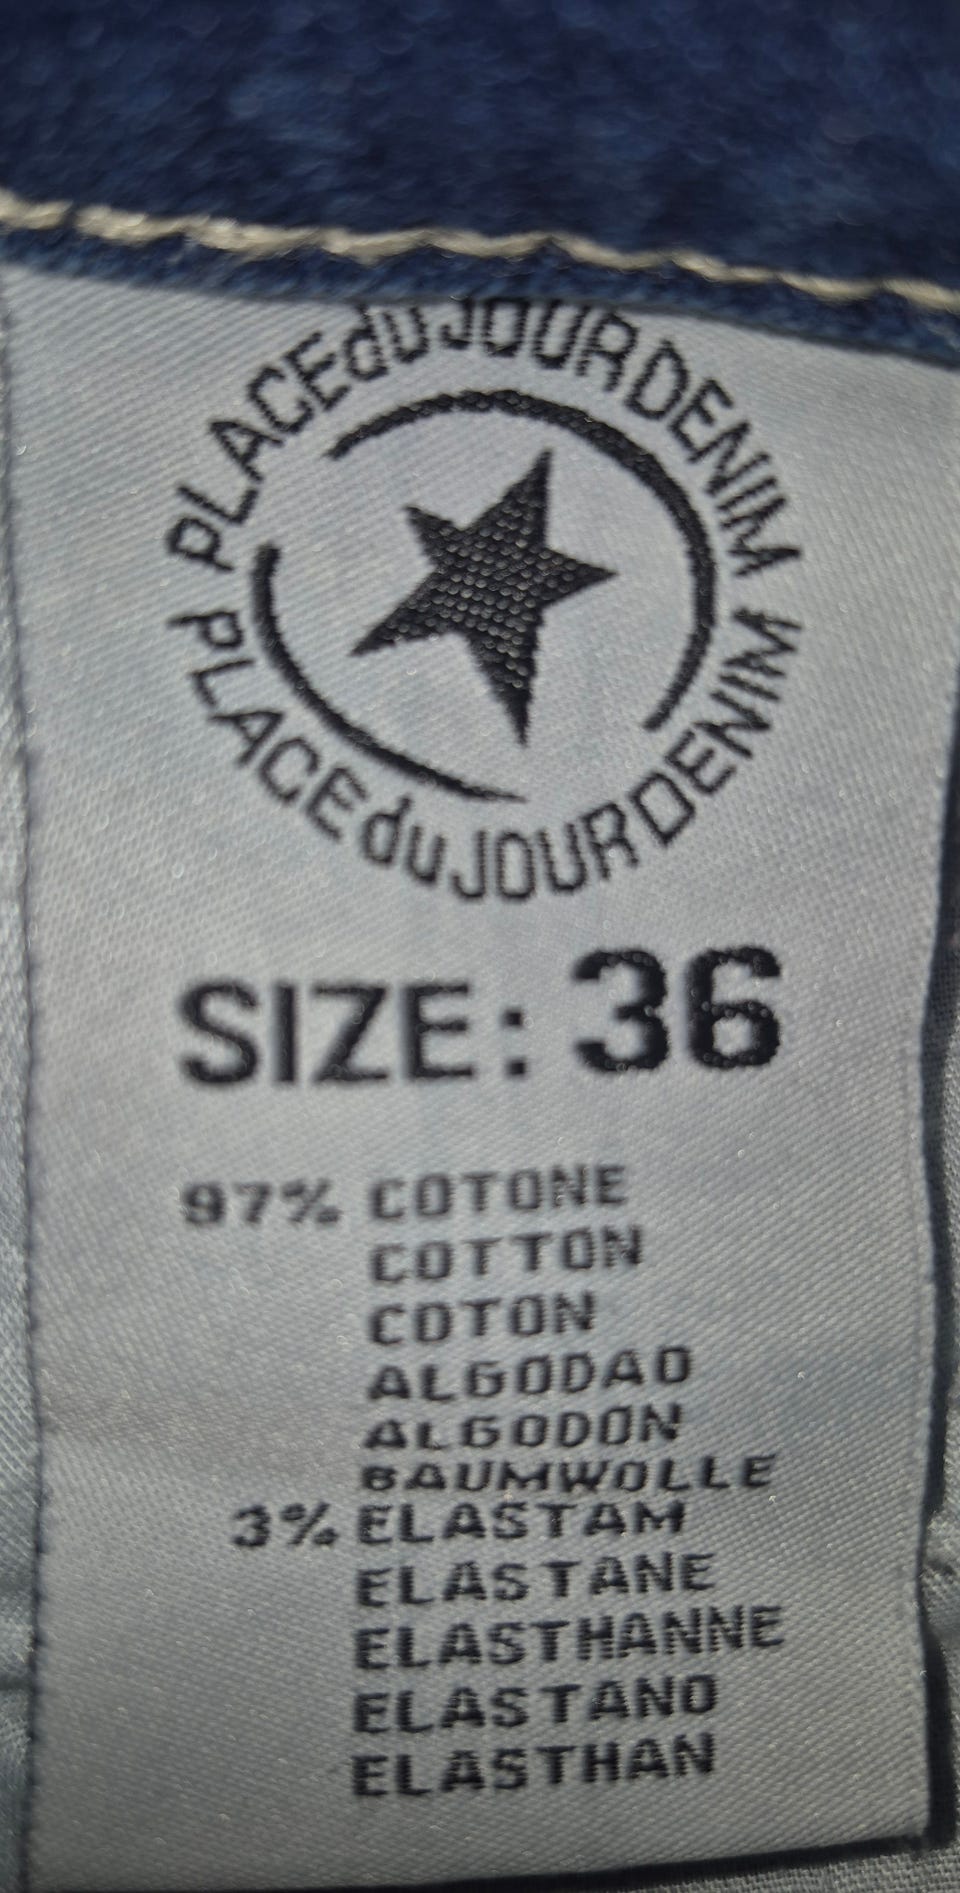 PLACEduJOURDENIM
PLACEduJOURDENIM
SIZE: 36
97% COTONE
COTTON
COTON
ALGODAO
ALGODON
BAUMWOLLE
3% ELASTAM
ELASTANE
ELASTHANNE
ELASTANO
ELASTHAN